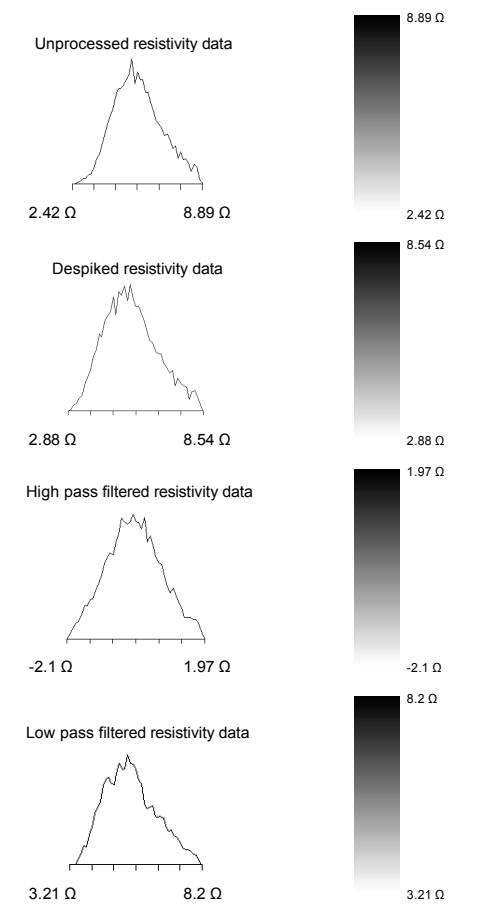 8.89 Ω
Unprocessed resistivity data
2.42 Ω 8.89 Ω
2.42 Ω
8.54 Ω
Despiked resistivity data
2.88 Ω 8.54 Ω
2.88 Ω
1.97 Ω
High pass filtered resistivity data
-2.1 Ω 1.97 Ω
-2.1 Ω
8.2 Ω
Low pass filtered resistivity data
3.21 Ω 8.2 Ω
3.21 Ω